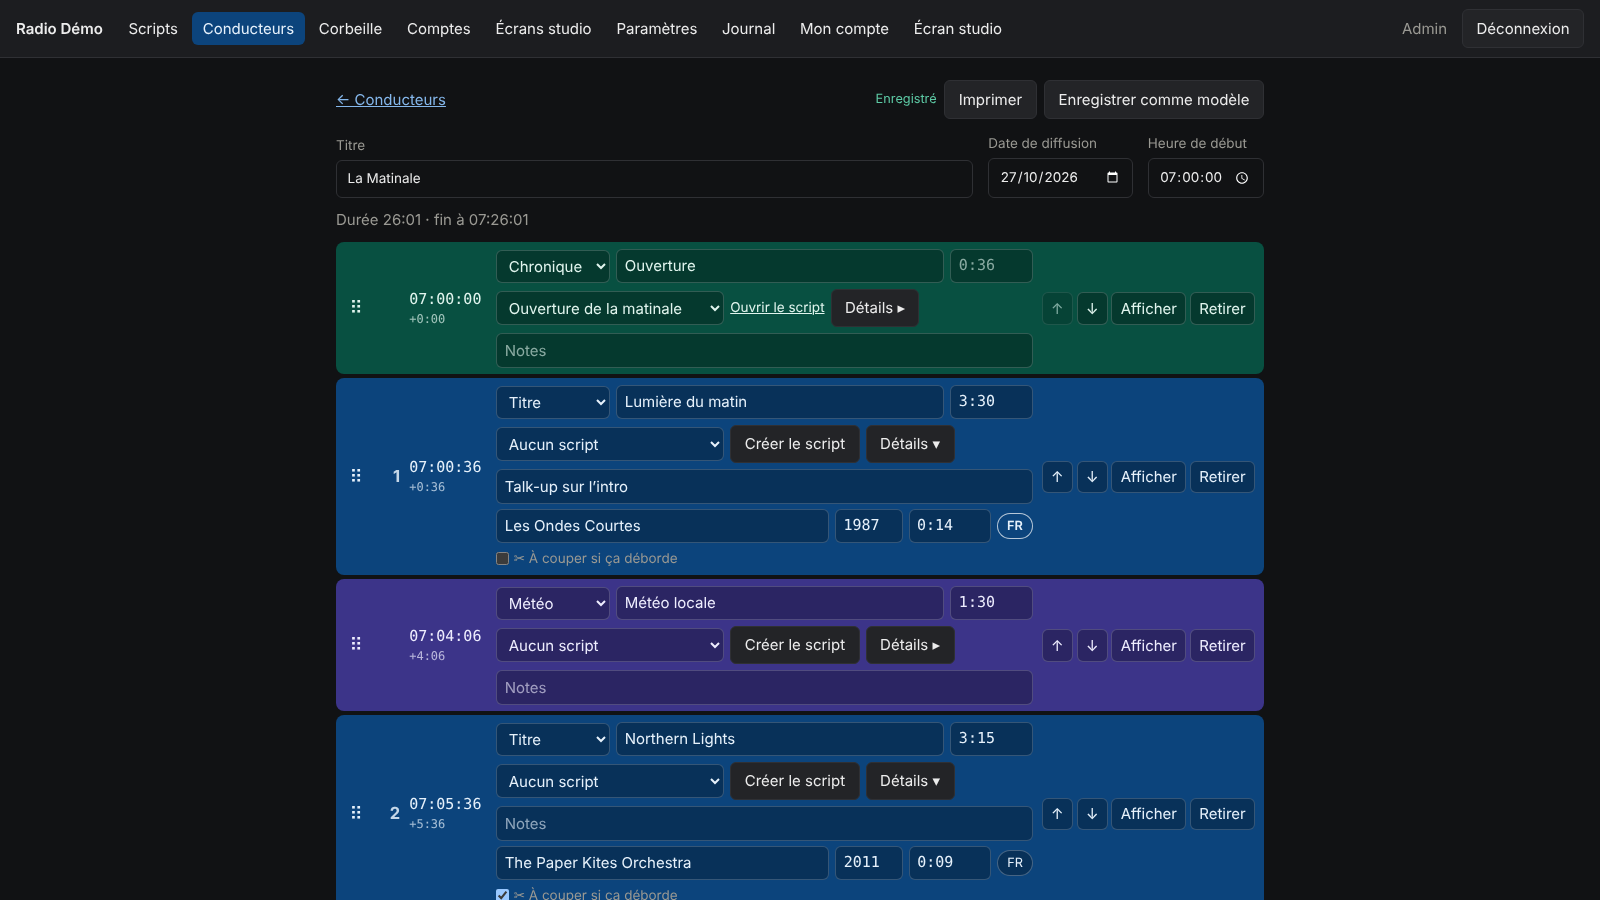 Radio Démo Scripts Conducteurs Corbeille Comptes Écrans studio Paramètres Journal Mon compte Écran studio Admin Déconnexion
← Conducteurs Enregistré Imprimer Enregistrer comme modèle
Titre Date de diffusion Heure de début
La Matinale 27/10/2026 07:00:00
Durée 26:01 · fin à 07:26:01
Chronique Ouverture 0:36
07:00:00 Ouverture de la matinale Ouvrir le script Détails ▸ ↑ ↓ Afficher Retirer
+0:00
Notes
Titre Lumière du matin 3:30
Aucun script Créer le script Détails ▾
1 07:00:36 ↑ ↓ Afficher Retirer
+0:36
Talk-up sur l’intro
Les Ondes Courtes 1987 0:14 FR
✂ À couper si ça déborde
Météo Météo locale 1:30
07:04:06 Aucun script Créer le script Détails ▸ ↑ ↓ Afficher Retirer
+4:06
Notes
Titre Northern Lights 3:15
Aucun script Créer le script Détails ▾
2 07:05:36 ↑ ↓ Afficher Retirer
+5:36
Notes
The Paper Kites Orchestra 2011 0:09 FR
✂ À couper si ça déborde